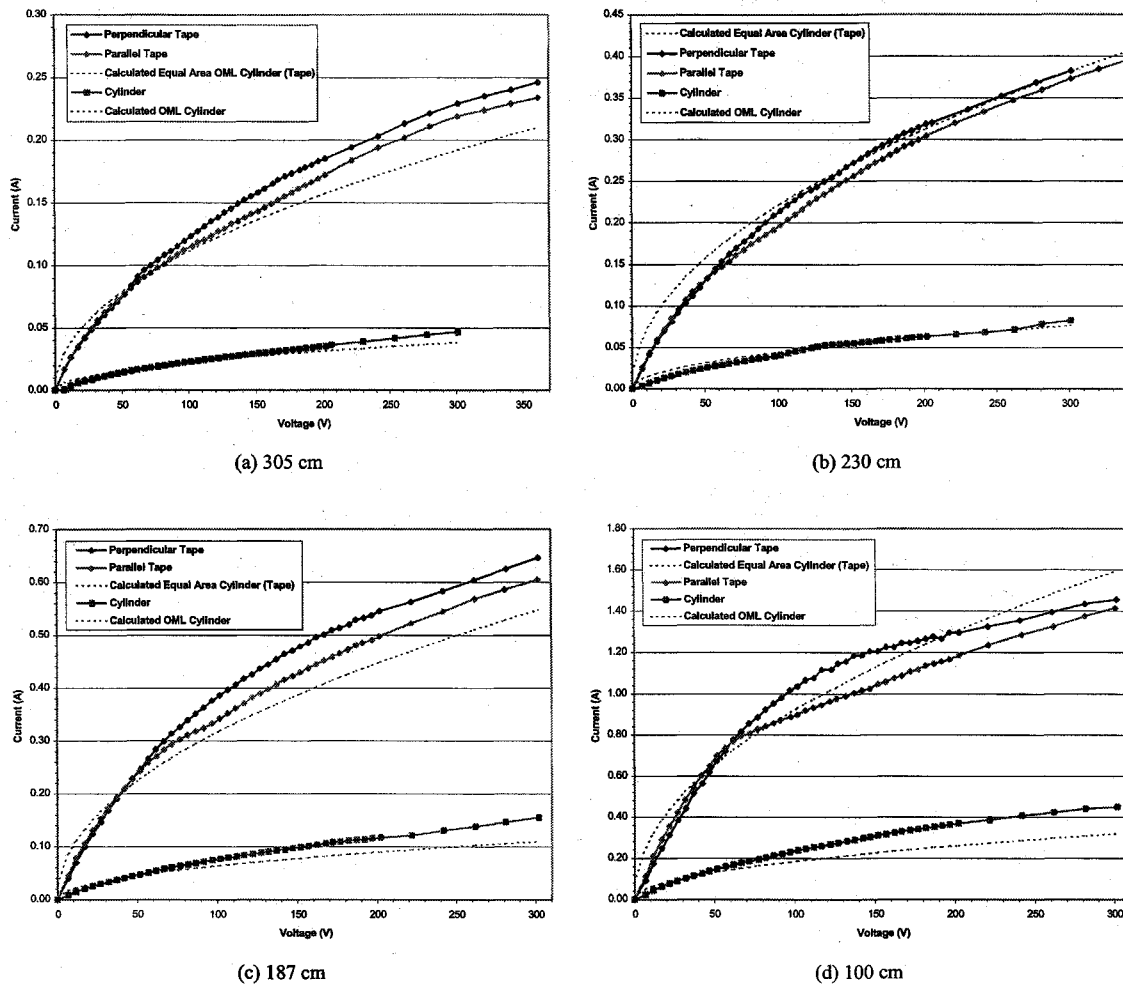 0.30
0.25
0.20
0.15
0.10
0.05
0.00
Current (A)
Perpendicular Tape
Parallel Tape
Calculated Equal Area OML Cylinder (Tape)
Cylinder
Calculated OML Cylinder
0 50 100 150 200 250 300 350
Voltage (V)
(a) 305 cm
0.45
0.40
0.35
0.30
0.25
0.20
0.15
0.10
0.05
0.00
Current (A)
Calculated Equal Area Cylinder (Tape)
Perpendicular Tape
Parallel Tape
Cylinder
Calculated OML Cylinder
0 50 100 150 200 250 300
Voltage (V)
(b) 230 cm
0.70
0.60
0.50
0.40
0.30
0.20
0.10
0.00
Current (A)
Perpendicular Tape
Parallel Tape
Calculated Equal Area Cylinder (Tape)
Cylinder
Calculated OML Cylinder
0 50 100 150 200 250 300
Voltage (V)
(c) 187 cm
1.80
1.60
1.40
1.20
1.00
0.80
0.60
0.40
0.20
0.00
Current (A)
Perpendicular Tape
Calculated Equal Area Cylinder (Tape)
Parallel Tape
Cylinder
Calculated OML Cylinder
0 50 100 150 200 250 300
Voltage (V)
(d) 100 cm